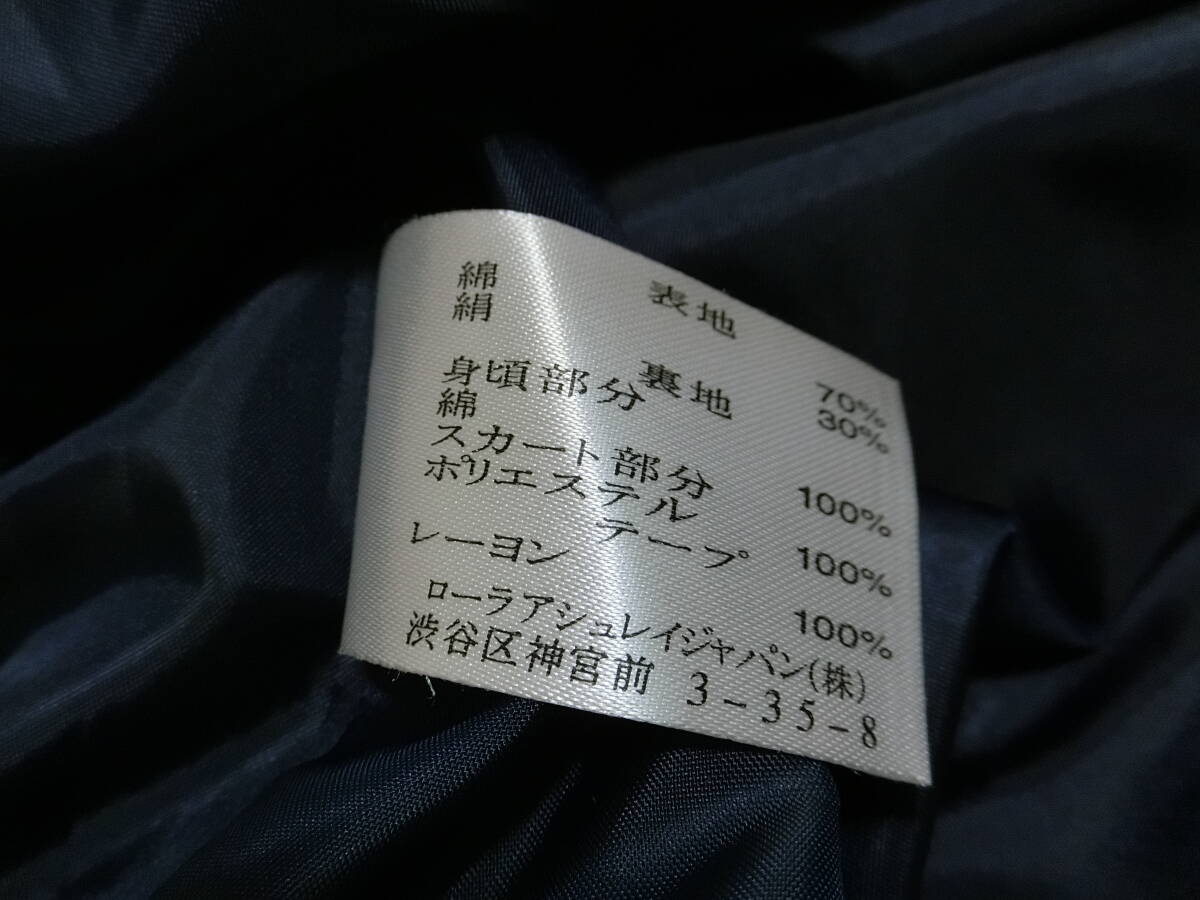 表地
綿 70%
絹 30%
裏地
身頃部分
綿 100%
スカート部分
ポリエステル 100%
テープ
レーヨン 100%
ローラアシュレイジャパン(株)
渋谷区神宮前 3-35-8